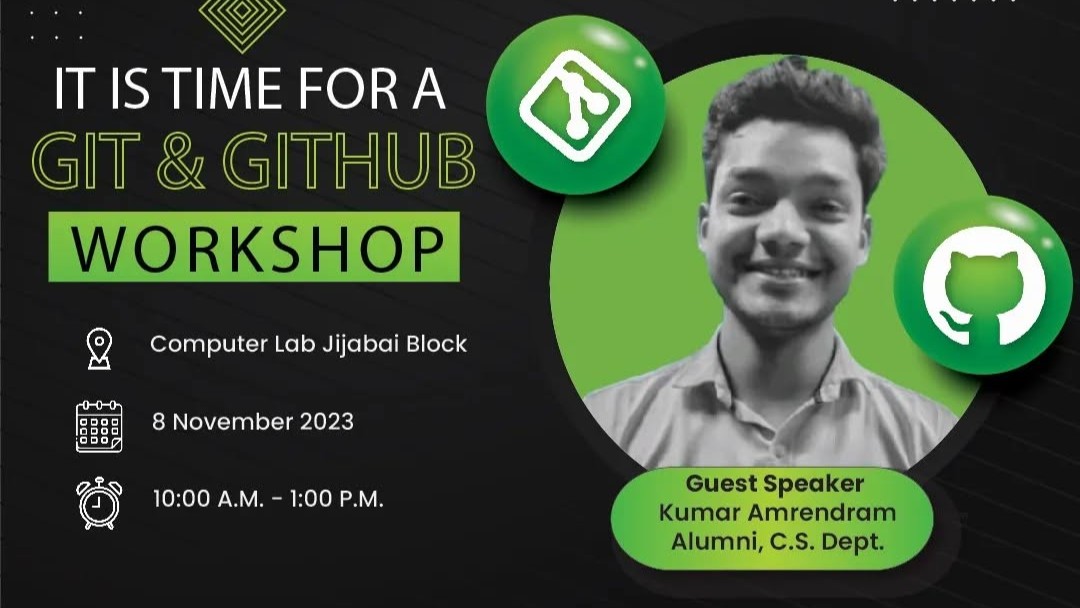 IT IS TIME FOR A
GIT & GITHUB
WORKSHOP
Computer Lab Jijabai Block
8 November 2023
10:00 A.M. - 1:00 P.M.
Guest Speaker
Kumar Amrendram
Alumni, C.S. Dept.